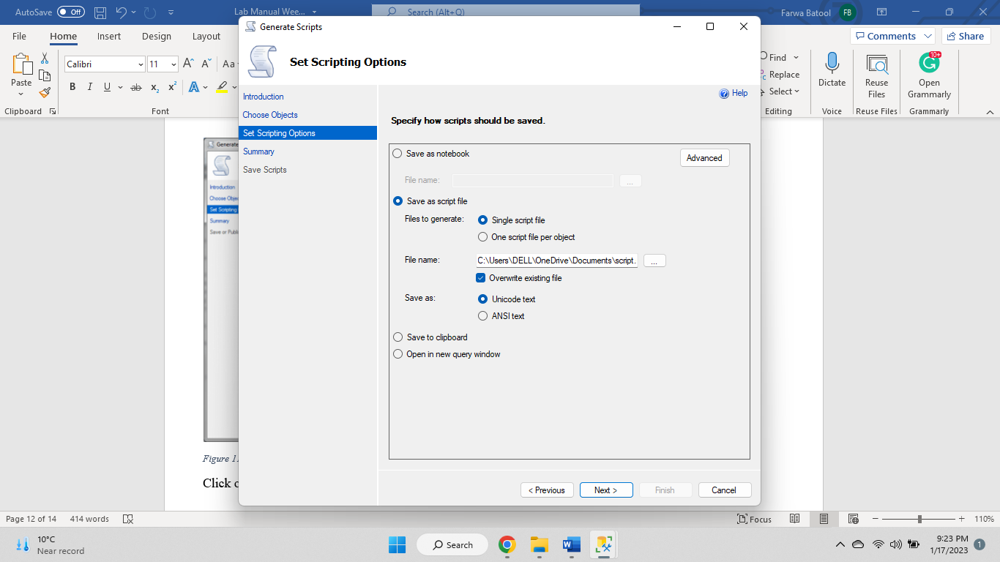 AutoSave Off Lab Manual Wee... Search (Alt+Q) Farwa Batool FB
Generate Scripts
File Home Insert Design Layout Comments Share
Set Scripting Options
Calibri 11 A A Aa Find
Paste Replace Dictate Reuse Files Open Grammarly
B I U ab x2 x2 A Select
Clipboard Font Editing Voice Reuse Files Grammarly
10+
Introduction
Choose Objects
Set Scripting Options
Summary
Save Scripts
Help
Specify how scripts should be saved.
Save as notebook Advanced
File name: ...
Save as script file
Files to generate: Single script file
One script file per object
File name: C:\Users\DELL\OneDrive\Documents\script. ...
Overwrite existing file
Save as: Unicode text
ANSI text
Save to clipboard
Open in new query window
< Previous Next > Finish Cancel
Generate
Introduction
Choose Obje
Set Scripting
Summary
Save or Publ
Figure 1
Click
Page 12 of 14 414 words Focus 110%
10°C
Near record
Search
9:23 PM
1/17/2023 1